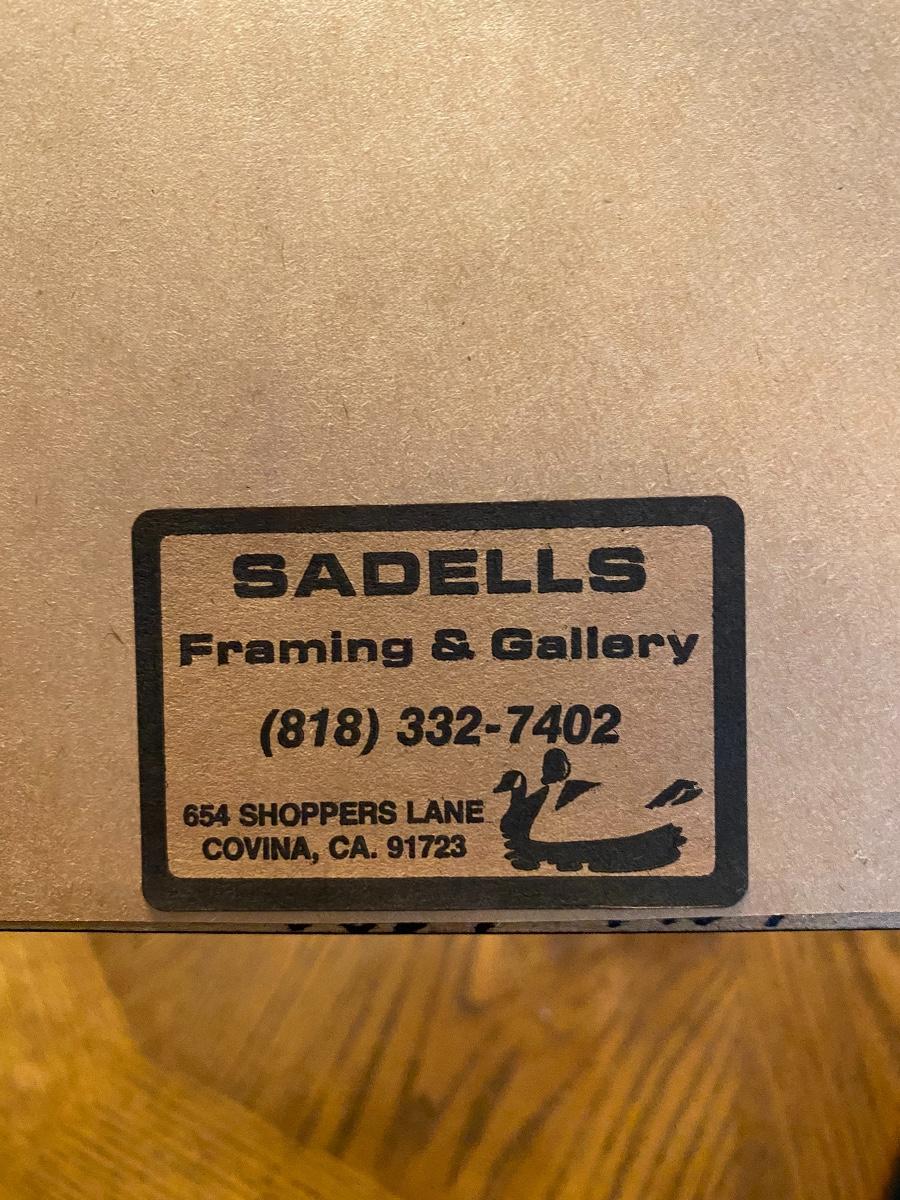 SADELLS
Framing & Gallery
(818) 332-7402
654 SHOPPERS LANE
COVINA, CA. 91723